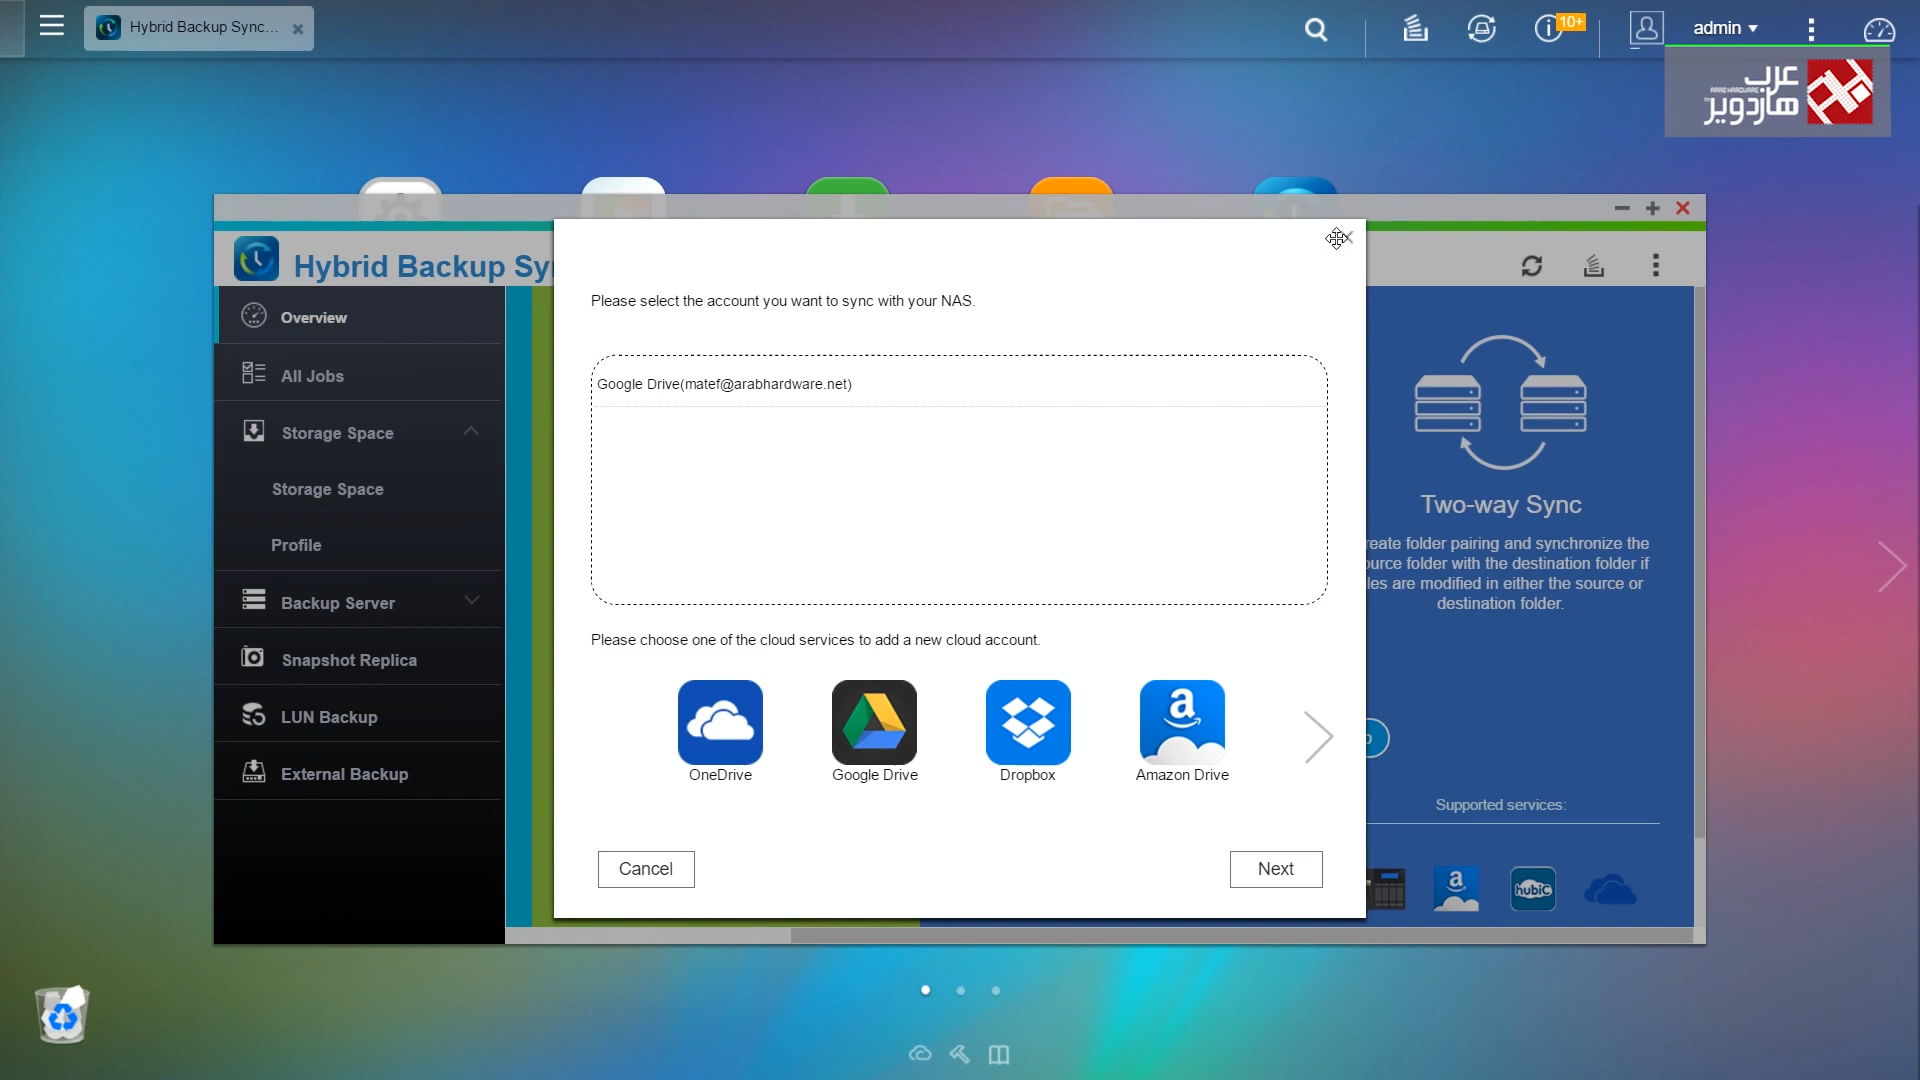 Hybrid Backup Sync...
10+
admin
عرب
ARAB HARDWARE
هاردوير
Hybrid Backup Sy
Overview
All Jobs
Storage Space
Storage Space
Profile
Backup Server
Snapshot Replica
LUN Backup
External Backup
Please select the account you want to sync with your NAS.
Google Drive(matef@arabhardware.net)
Please choose one of the cloud services to add a new cloud account.
OneDrive
Google Drive
Dropbox
a
Amazon Drive
Cancel
Next
Two-way Sync
reate folder pairing and synchronize the
ource folder with the destination folder if
les are modified in either the source or
destination folder.
Supported services:
a
hubiC